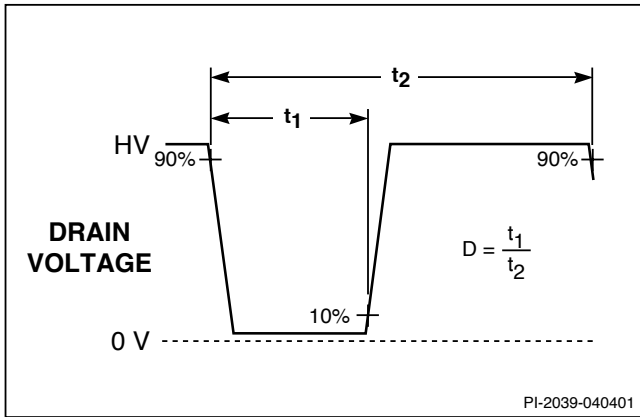 t2
t1
HV
90%
90%
DRAIN
VOLTAGE
D = t1
t2
10%
0 V
PI-2039-040401